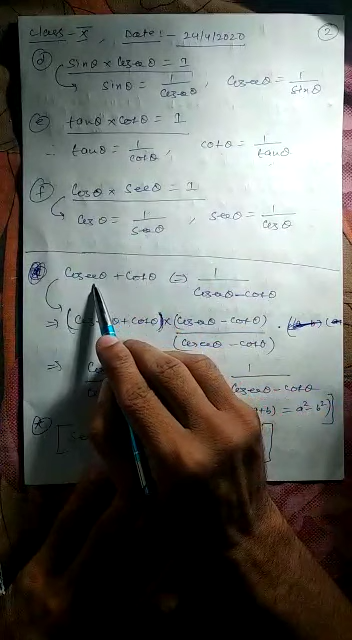 Class - X, Date:- 24/4/2020 (2)
(d) sinθ × Cosecθ = 1
sinθ = 1/Cosecθ, Cosecθ = 1/sinθ
(e) tanθ × Cotθ = 1
tanθ = 1/cotθ, cotθ = 1/tanθ
(f) Cosθ × Secθ = 1
Cosθ = 1/Secθ, secθ = 1/Cosθ
Cosecθ + Cotθ (=) 1/Cosecθ - cotθ
⇒ θ + cotθ) × (Cosecθ - cotθ)/(Cosecθ - cotθ)
⇒ 1/Cosecθ - cotθ
+b) = a² - b²)]